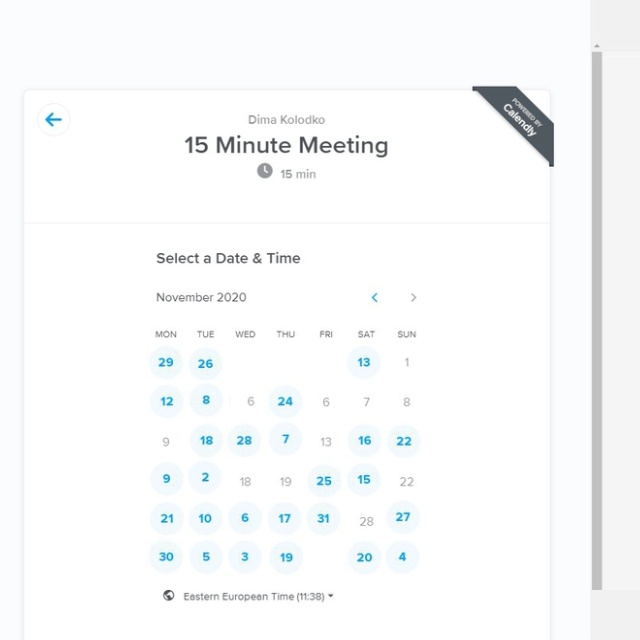 POWERED BY
Calendly
Dima Kolodko
15 Minute Meeting
15 min
Select a Date & Time
November 2020
MON TUE WED THU FRI SAT SUN
29 26 13 1
12 8 6 24 6 7 8
9 18 28 7 13 16 22
9 2 18 19 25 15 22
21 10 6 17 31 28 27
30 5 3 19 20 4
Eastern European Time (11:38)